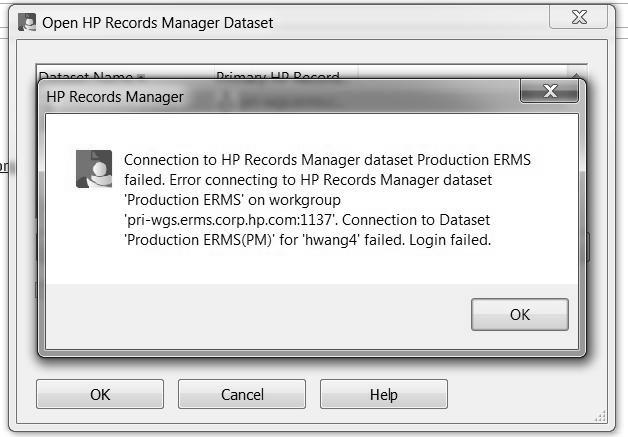 Open HP Records Manager Dataset
Dataset Name
Primary HP Record
HP Records Manager
Connection to HP Records Manager dataset Production ERMS
failed. Error connecting to HP Records Manager dataset
'Production ERMS' on workgroup
'pri-wgs.erms.corp.hp.com:1137'. Connection to Dataset
'Production ERMS(PM)' for 'hwang4' failed. Login failed.
OK
OK
Cancel
Help